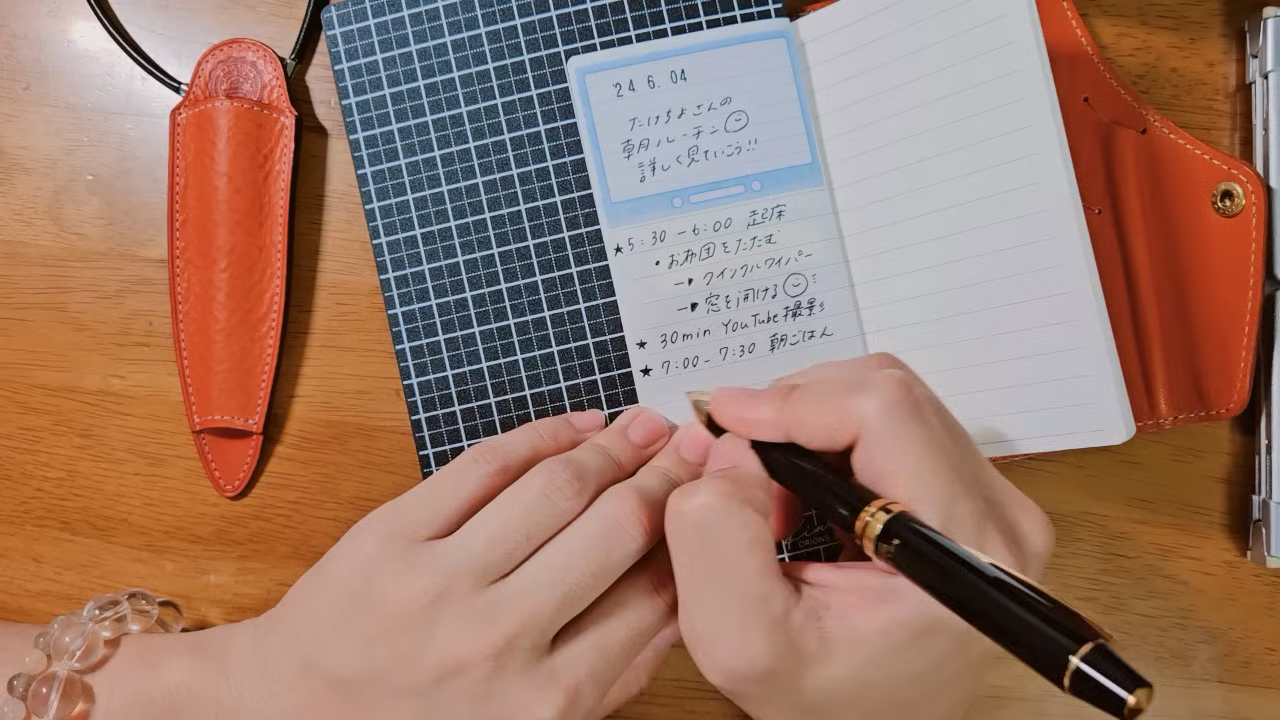 24.6.04
たけちよさんの
朝ルーチン
詳しく見ていこう!!
★5:30-6:00 起床
・お布団をたたむ
→クイックルワイパー
→窓を開ける
★ 30min YouTube撮影
★ 7:00-7:30 朝ごはん
ORIONS